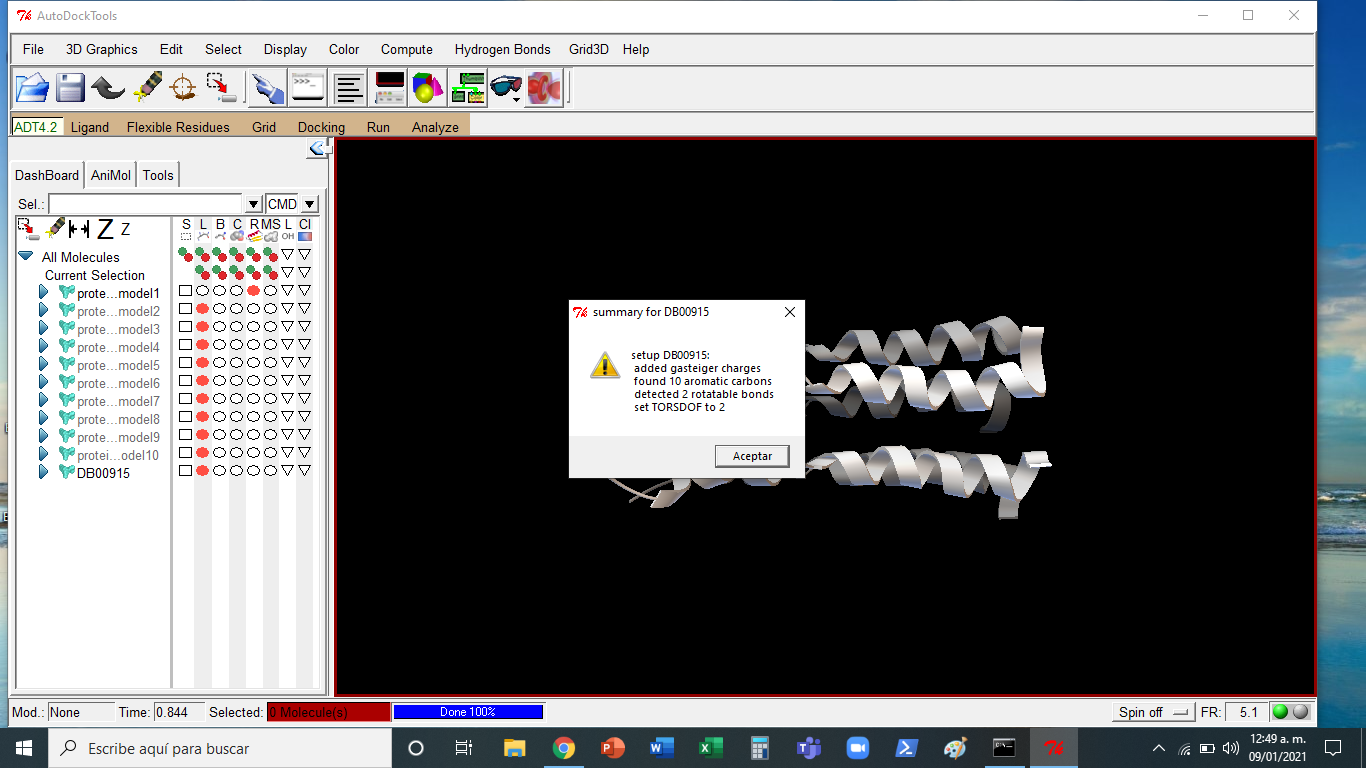 AutoDockTools
File 3D Graphics Edit Select Display Color Compute Hydrogen Bonds Grid3D Help
ADT4.2 Ligand Flexible Residues Grid Docking Run Analyze
DashBoard AniMol Tools
Sel.: CMD
Z Z S L B C R MS L Cl
OH
All Molecules
Current Selection
prote...model1
prote...model2
prote...model3
prote...model4
prote...model5
prote...model6
prote...model7
prote...model8
prote...model9
protei...odel10
DB00915
summary for DB00915
setup DB00915:
added gasteiger charges
found 10 aromatic carbons
detected 2 rotatable bonds
set TORSDOF to 2
Aceptar
Mod.: None Time: 0.844 Selected: 0 Molecule(s) Done 100% Spin off FR: 5.1
Escribe aquí para buscar
12:49 a. m.
09/01/2021